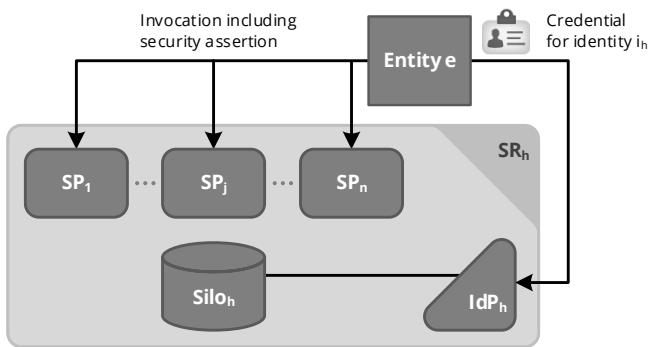 Invocation including
security assertion
Entity e
Credential
for identity iₕ
SRₕ
SP₁ ... SPⱼ ... SPₙ
Siloₕ
IdPₕ